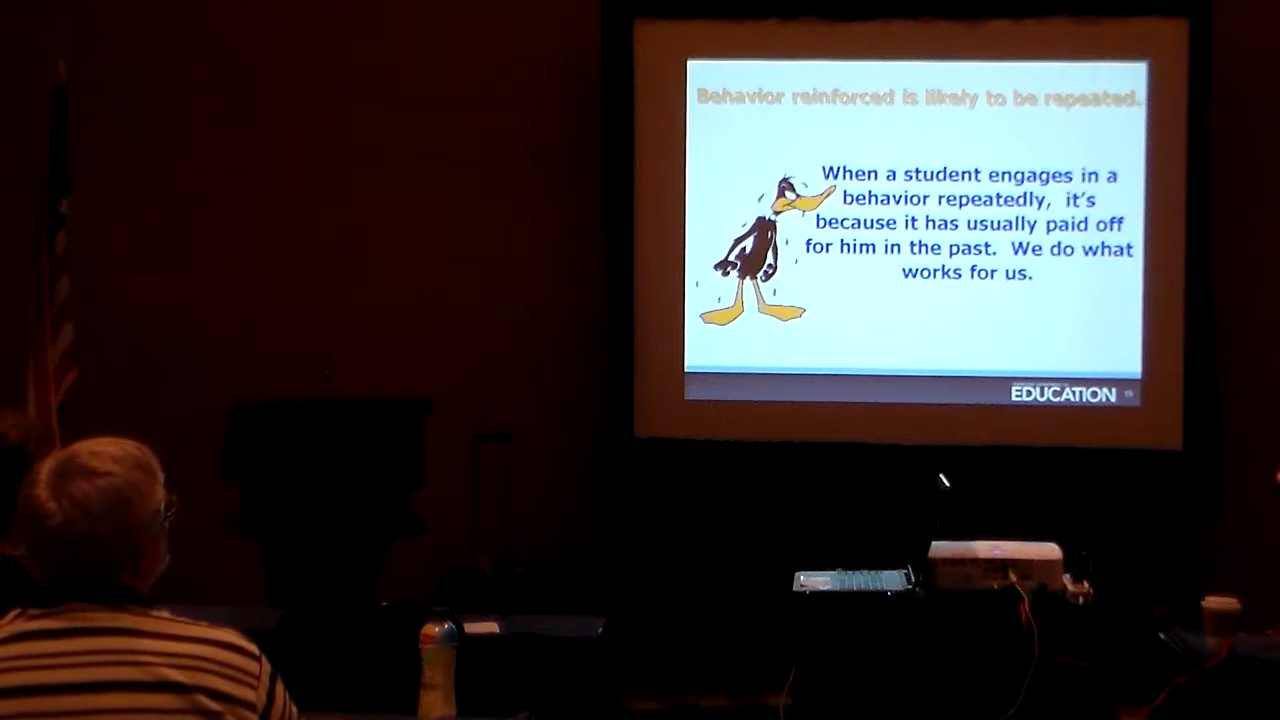 Behavior reinforced is likely to be repeated.
When a student engages in a
behavior repeatedly, it's
because it has usually paid off
for him in the past. We do what
works for us.
EDUCATION